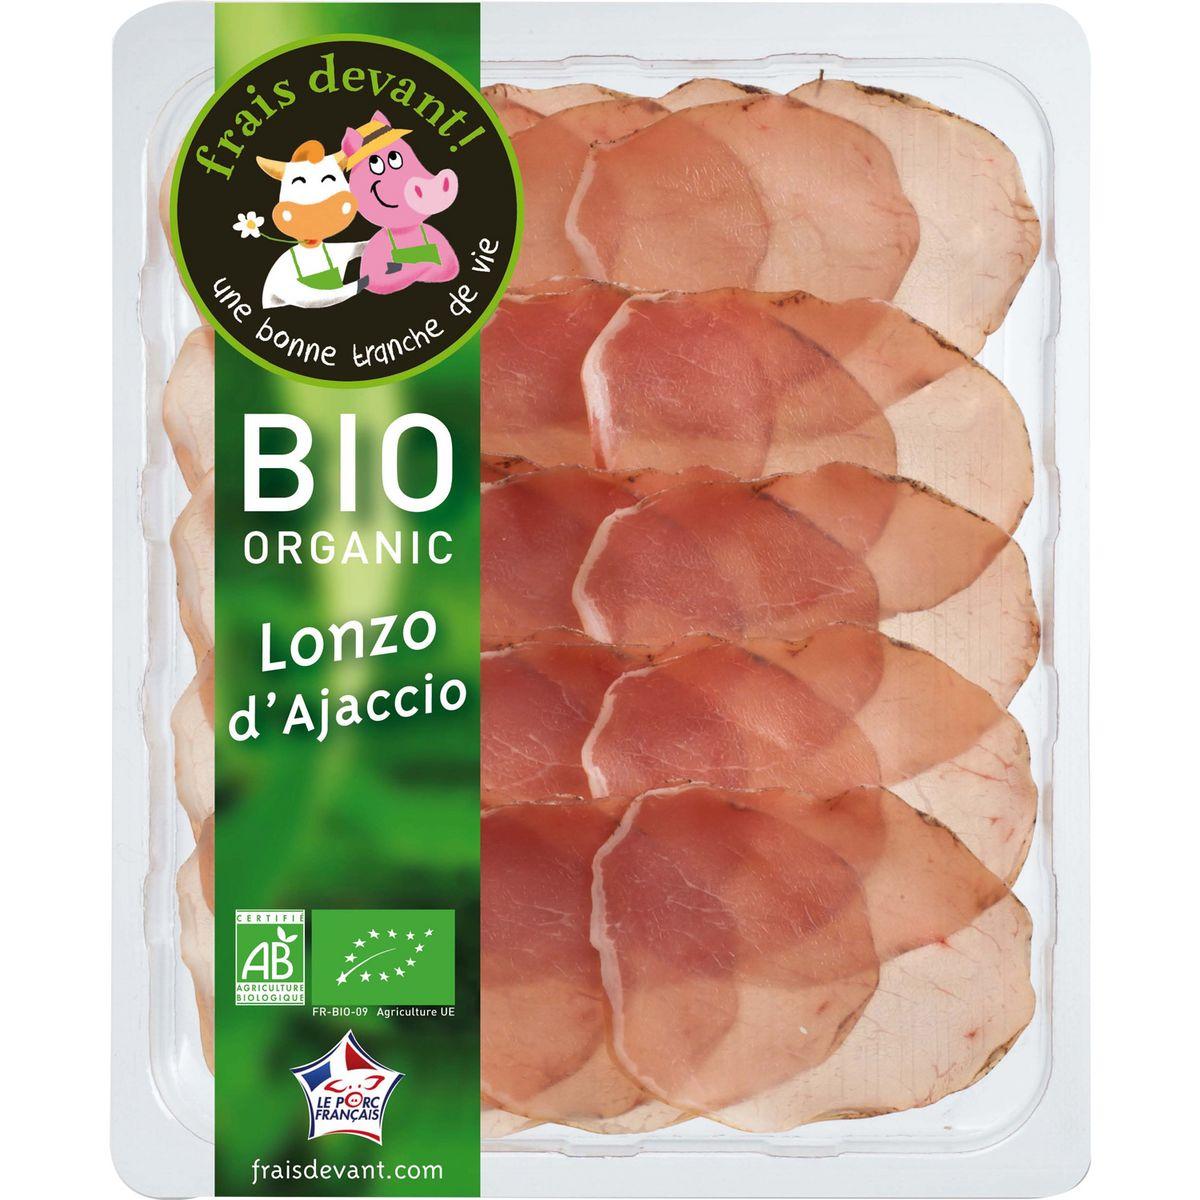 frais devant!
une bonne tranche de vie
BIO
ORGANIC
Lonzo
d'Ajaccio
CERTIFIÉ
AB
AGRICULTURE
BIOLOGIQUE
FR-BIO-09 Agriculture UE
LE PORC
FRANÇAIS
fraisdevant.com